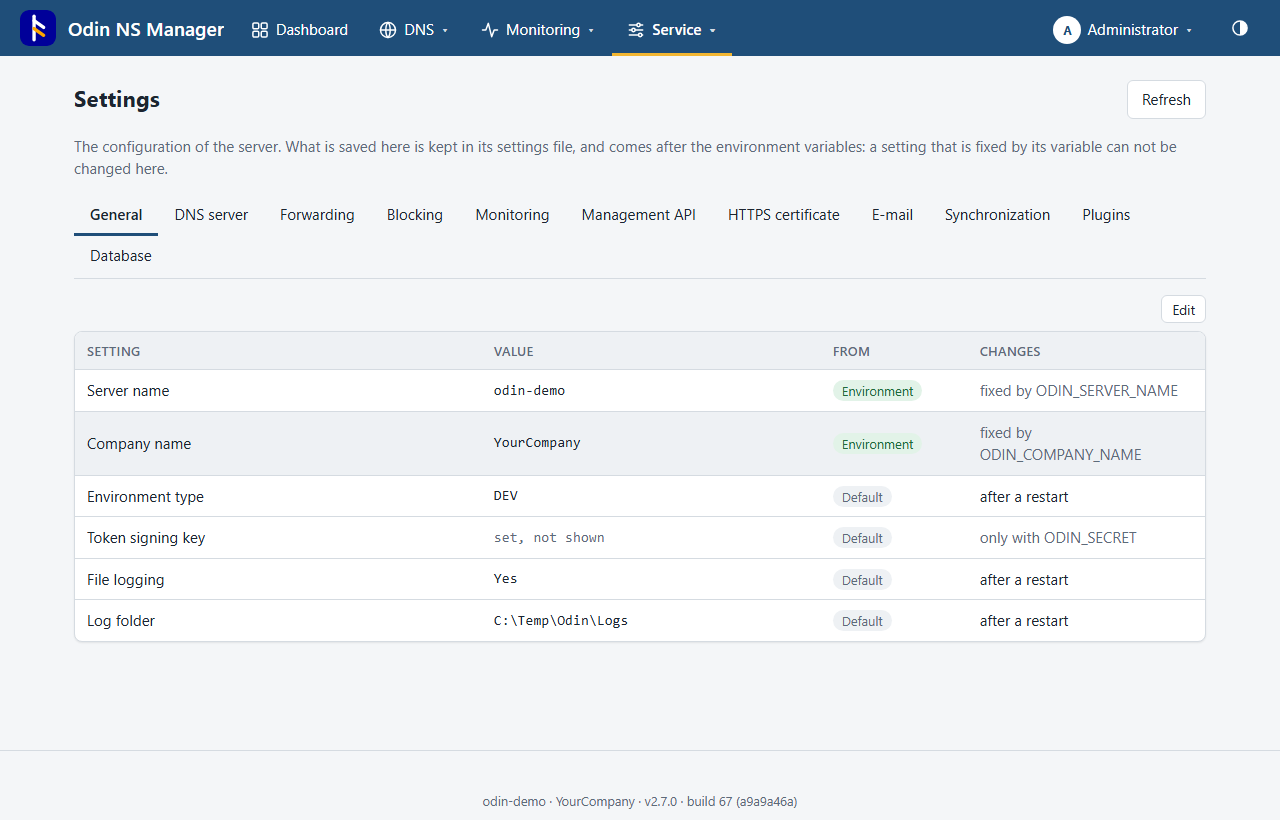 Odin NS Manager Dashboard DNS Monitoring Service A Administrator
Settings Refresh
The configuration of the server. What is saved here is kept in its settings file, and comes after the environment variables: a setting that is fixed by its variable can not be
changed here.
General DNS server Forwarding Blocking Monitoring Management API HTTPS certificate E-mail Synchronization Plugins
Database
Edit
SETTING VALUE FROM CHANGES
Server name odin-demo Environment fixed by ODIN_SERVER_NAME
Company name YourCompany Environment fixed by
ODIN_COMPANY_NAME
Environment type DEV Default after a restart
Token signing key set, not shown Default only with ODIN_SECRET
File logging Yes Default after a restart
Log folder C:\Temp\Odin\Logs Default after a restart
odin-demo · YourCompany · v2.7.0 · build 67 (a9a9a46a)